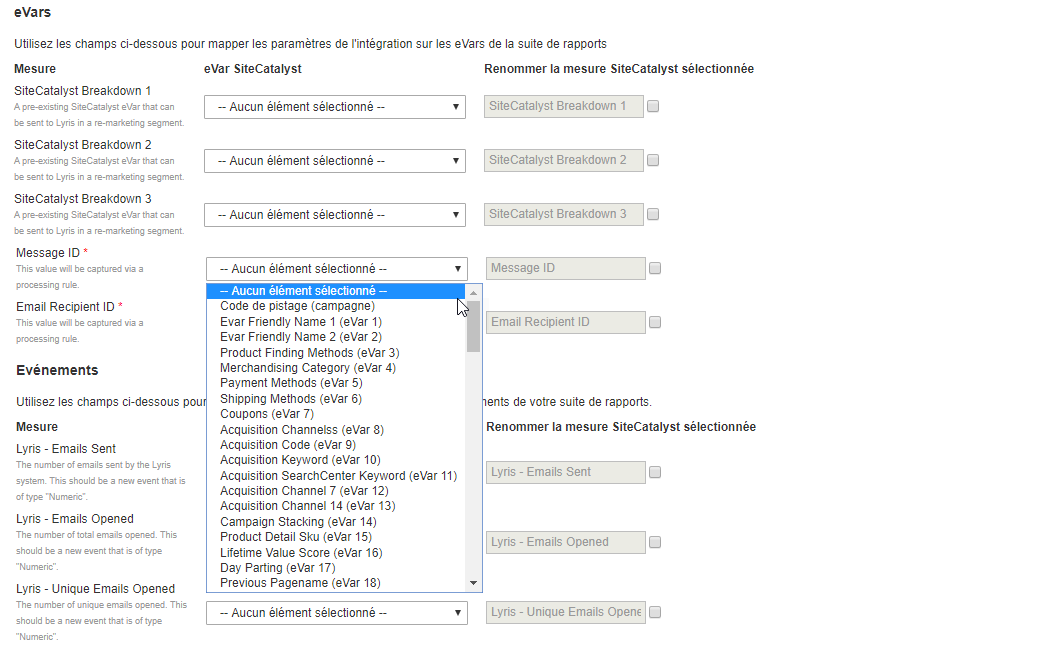 eVars
Utilisez les champs ci-dessous pour mapper les paramètres de l'intégration sur les eVars de la suite de rapports
Mesure eVar SiteCatalyst Renommer la mesure SiteCatalyst sélectionnée
SiteCatalyst Breakdown 1
A pre-existing SiteCatalyst eVar that can
be sent to Lyris in a re-marketing segment.
-- Aucun élément sélectionné --
SiteCatalyst Breakdown 1
SiteCatalyst Breakdown 2
A pre-existing SiteCatalyst eVar that can
be sent to Lyris in a re-marketing segment.
-- Aucun élément sélectionné --
SiteCatalyst Breakdown 2
SiteCatalyst Breakdown 3
A pre-existing SiteCatalyst eVar that can
be sent to Lyris in a re-marketing segment.
-- Aucun élément sélectionné --
SiteCatalyst Breakdown 3
Message ID *
This value will be captured via a
processing rule.
-- Aucun élément sélectionné --
Message ID
-- Aucun élément sélectionné --
Code de pistage (campagne)
Evar Friendly Name 1 (eVar 1)
Evar Friendly Name 2 (eVar 2)
Product Finding Methods (eVar 3)
Merchandising Category (eVar 4)
Payment Methods (eVar 5)
Shipping Methods (eVar 6)
Coupons (eVar 7)
Acquisition Channelss (eVar 8)
Acquisition Code (eVar 9)
Acquisition Keyword (eVar 10)
Acquisition SearchCenter Keyword (eVar 11)
Acquisition Channel 7 (eVar 12)
Acquisition Channel 14 (eVar 13)
Campaign Stacking (eVar 14)
Product Detail Sku (eVar 15)
Lifetime Value Score (eVar 16)
Day Parting (eVar 17)
Previous Pagename (eVar 18)
Email Recipient ID *
This value will be captured via a
processing rule.
Email Recipient ID
Evénements
Utilisez les champs ci-dessous pour
nents de votre suite de rapports.
Mesure Renommer la mesure SiteCatalyst sélectionnée
Lyris - Emails Sent
The number of emails sent by the Lyris
system. This should be a new event that is
of type "Numeric".
Lyris - Emails Sent
Lyris - Emails Opened
The number of total emails opened. This
should be a new event that is of type
"Numeric".
Lyris - Emails Opened
Lyris - Unique Emails Opened
The number of unique emails opened. This
should be a new event that is of type
"Numeric".
-- Aucun élément sélectionné --
Lyris - Unique Emails Opene